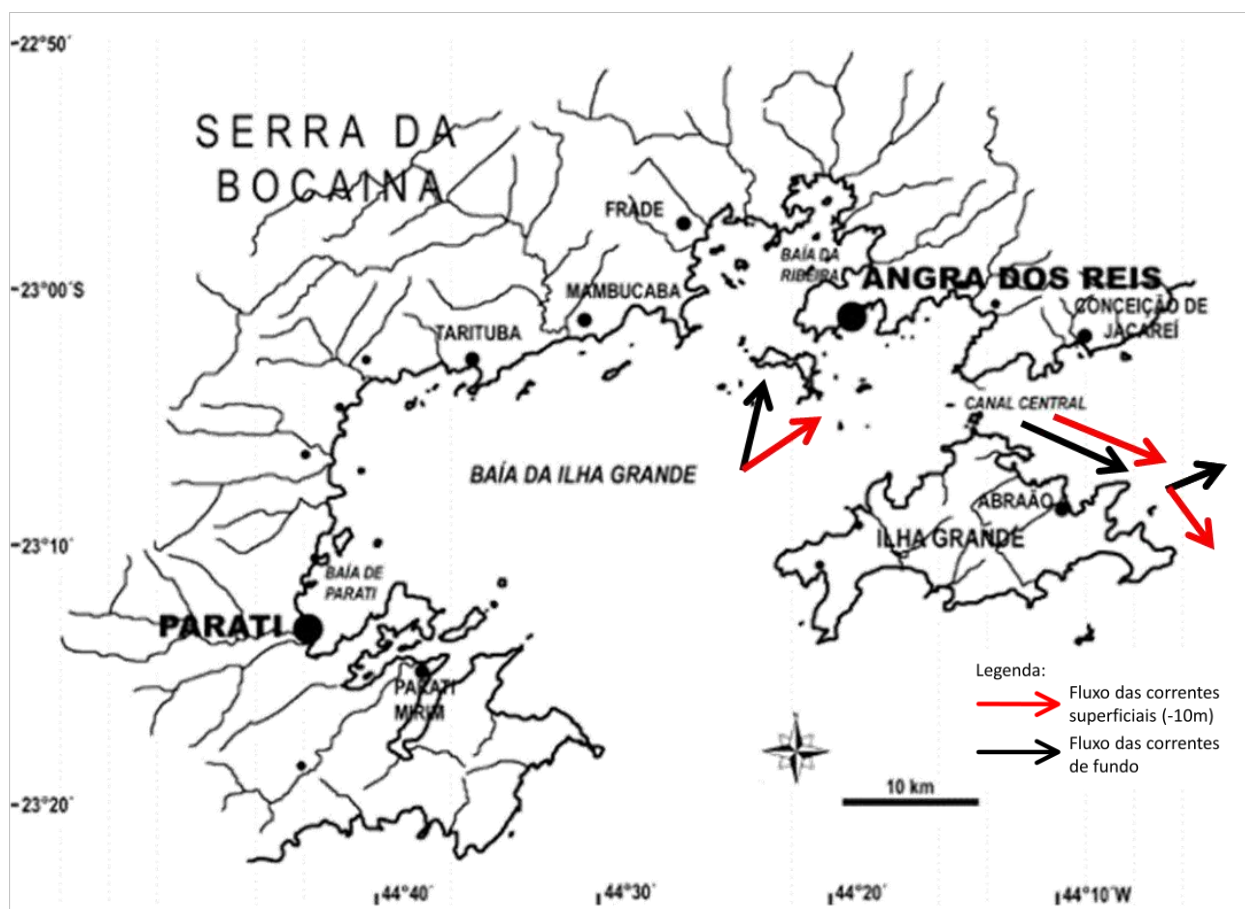 22°50'
SERRA DA
BOCAINA
FRADE
BAÍA DA
RIBEIRA
ANGRA DOS REIS
23°00'S
MAMBUCABA
CONCEIÇÃO DE
JACAREÍ
TARITUBA
CANAL CENTRAL
BAÍA DA ILHA GRANDE
ABRAÃO
ILHA GRANDE
23°10'
BAÍA DE
PARATI
PARATI
PARATI
MIRIM
Legenda:
Fluxo das correntes
superficiais (-10m)
Fluxo das correntes
de fundo
10 km
23°20'
44°40'
44°30'
44°20'
44°10'W